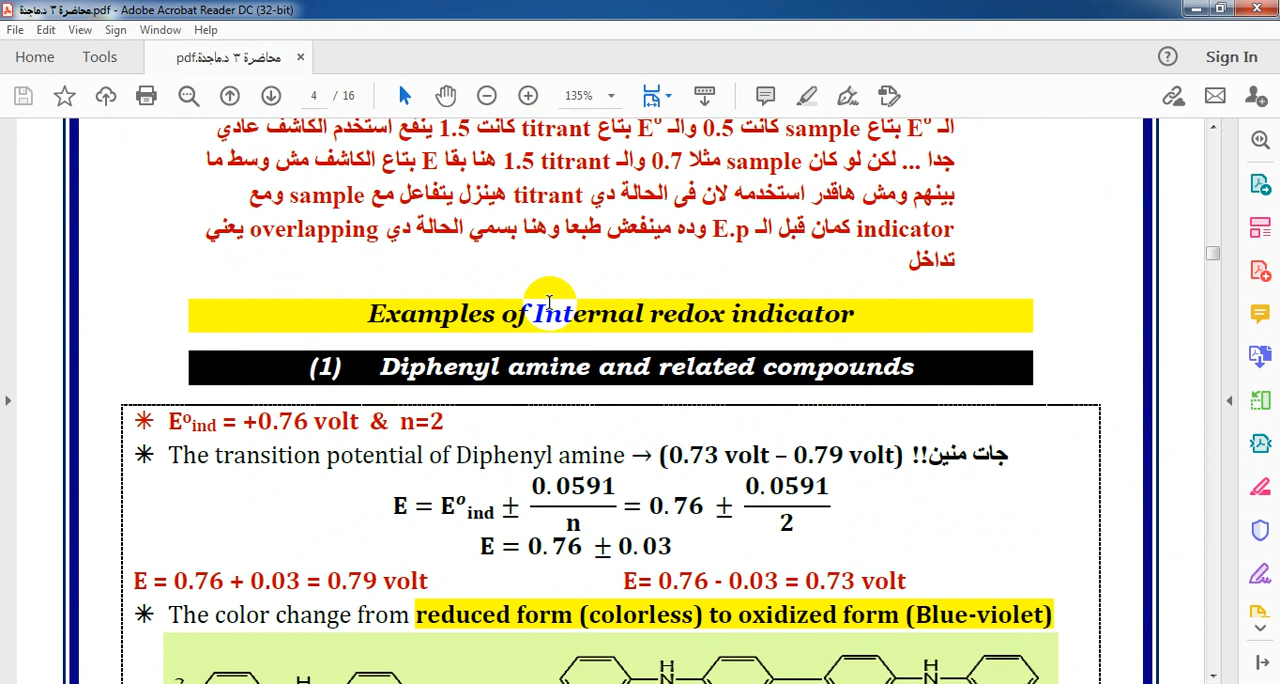 محاضرة ٣ د.ماجدة.pdf - Adobe Acrobat Reader DC (32-bit)
File Edit View Sign Window Help
Home Tools محاضرة ٣ د.ماجدة.pdf × ? Sign In
4 / 16 135%
الـ E° بتاع sample كانت 0.5 والـ E° بتاع titrant كانت 1.5 ينفع استخدم الكاشف عادي
جدا ... لكن لو كان sample مثلا 0.7 والـ titrant 1.5 هنا بقا E بتاع الكاشف مش وسط ما
بينهم ومش هاقدر استخدمه لان فى الحالة دي titrant هينزل يتفاعل مع sample ومع
indicator كمان قبل الـ E.p وده مينفعش طبعا وهنا بسمي الحالة دي overlapping يعني
تداخل
Examples of Internal redox indicator
(1) Diphenyl amine and related compounds
✳ E°ind = +0.76 volt & n=2
✳ The transition potential of Diphenyl amine → (0.73 volt – 0.79 volt) جات منين!!
E = E°ind ± 0.0591/n = 0.76 ± 0.0591/2
E = 0.76 ± 0.03
E = 0.76 + 0.03 = 0.79 volt E= 0.76 - 0.03 = 0.73 volt
✳ The color change from reduced form (colorless) to oxidized form (Blue-violet)
H H H
N N